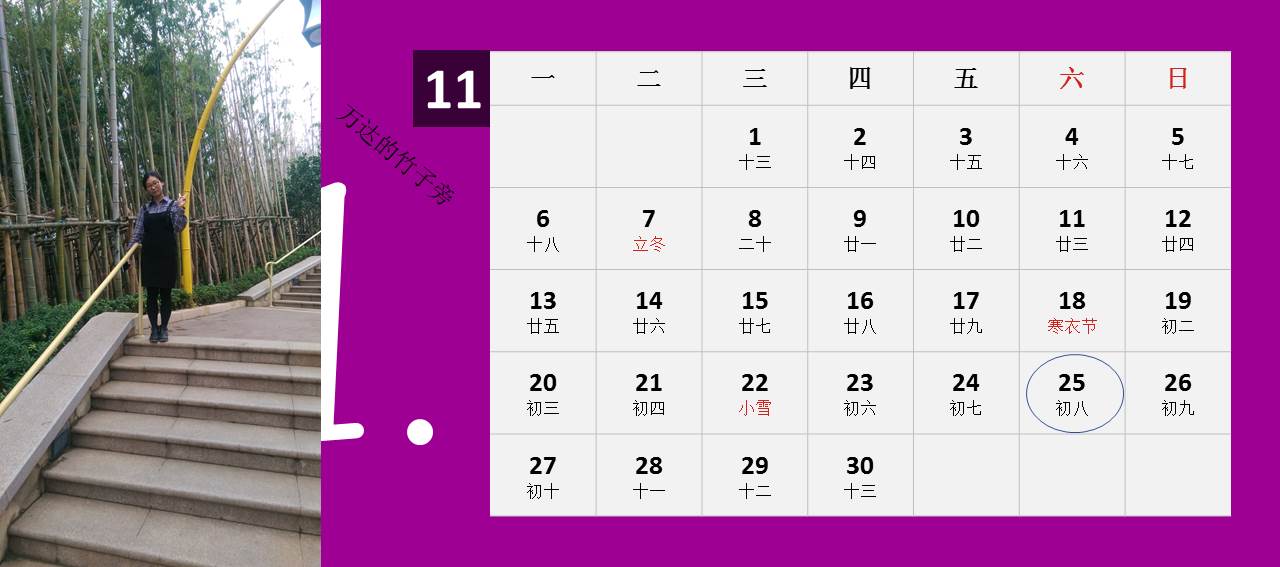 11
万达的竹子旁
一 二 三 四 五 六 日
1 2 3 4 5
十三 十四 十五 十六 十七
6 7 8 9 10 11 12
十八 立冬 二十 廿一 廿二 廿三 廿四
13 14 15 16 17 18 19
廿五 廿六 廿七 廿八 廿九 寒衣节 初二
20 21 22 23 24 25 26
初三 初四 小雪 初六 初七 初八 初九
27 28 29 30
初十 十一 十二 十三